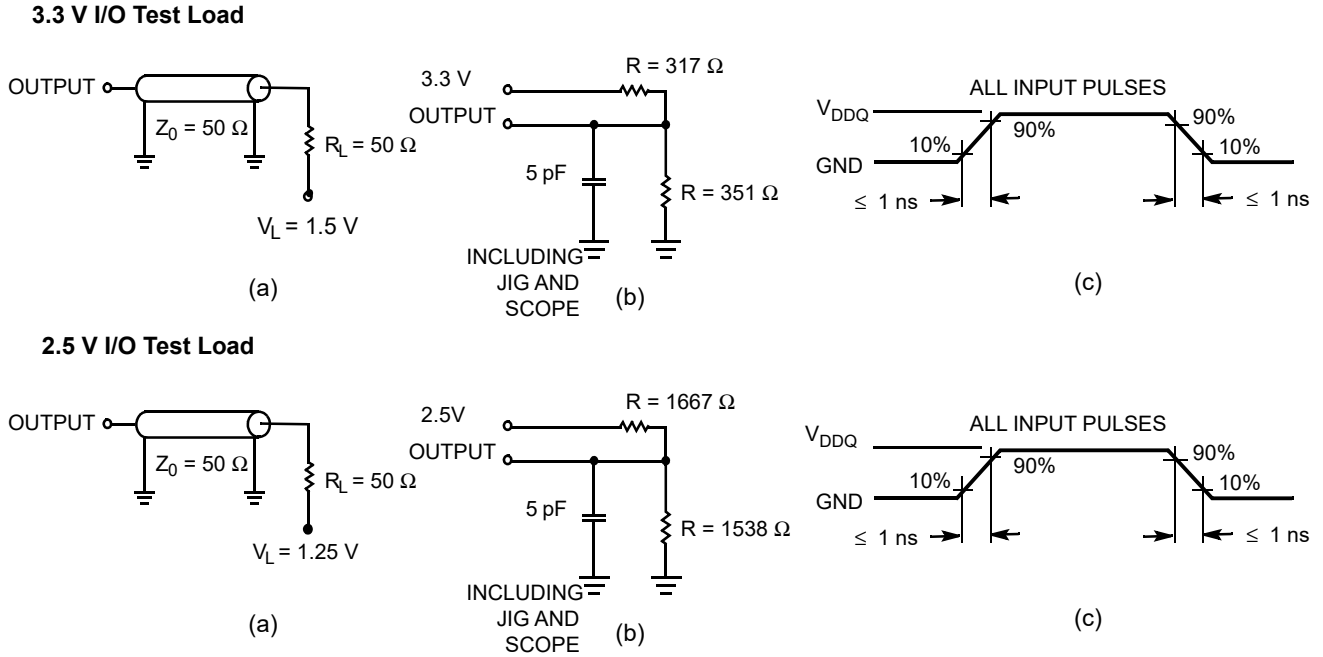 3.3 V I/O Test Load
OUTPUT
Z0 = 50 Ω
RL = 50 Ω
VL = 1.5 V
(a)
3.3 V
OUTPUT
R = 317 Ω
5 pF
R = 351 Ω
INCLUDING
JIG AND
SCOPE
(b)
ALL INPUT PULSES
VDDQ
GND
10%
90%
90%
10%
≤ 1 ns
≤ 1 ns
(c)
2.5 V I/O Test Load
OUTPUT
Z0 = 50 Ω
RL = 50 Ω
VL = 1.25 V
(a)
2.5V
OUTPUT
R = 1667 Ω
5 pF
R = 1538 Ω
INCLUDING
JIG AND
SCOPE
(b)
ALL INPUT PULSES
VDDQ
GND
10%
90%
90%
10%
≤ 1 ns
≤ 1 ns
(c)